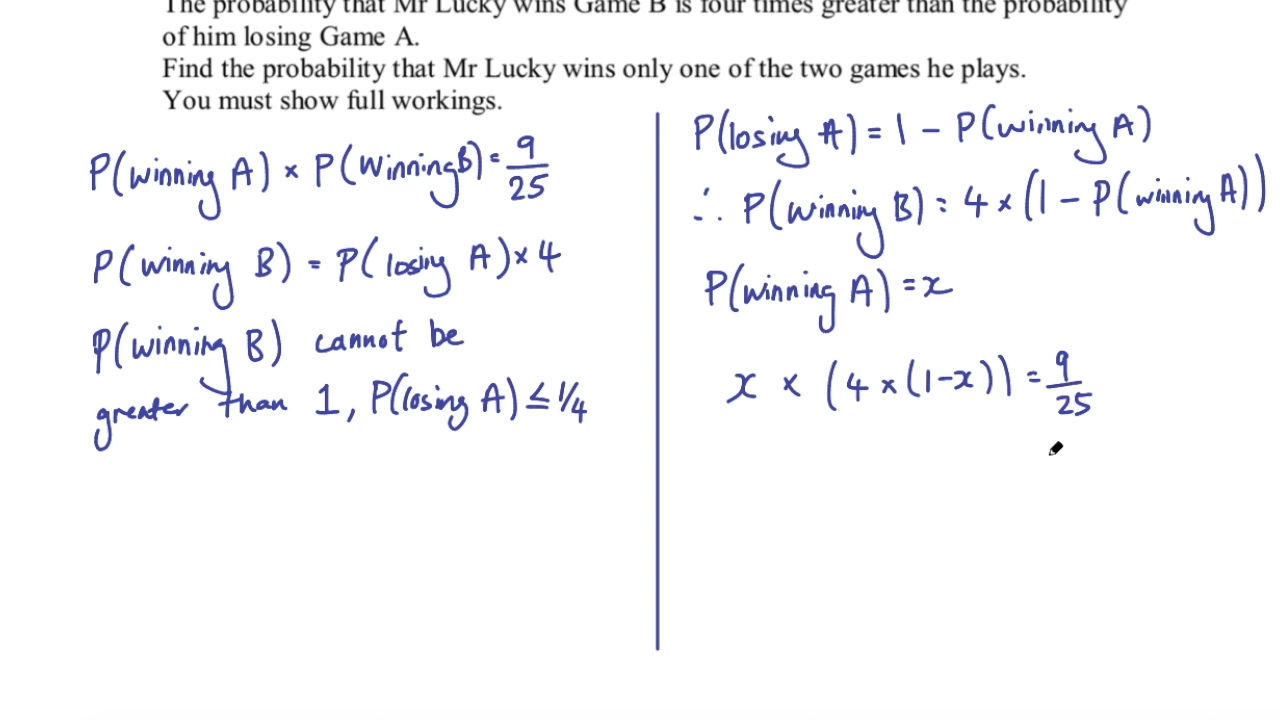 The probability that Mr Lucky wins Game B is four times greater than the probability
of him losing Game A.
Find the probability that Mr Lucky wins only one of the two games he plays.
You must show full workings.
P(winning A) × P(winning B) = 9/25
P(winning B) = P(losing A) × 4
P(winning B) cannot be
greater than 1, P(losing A) ≤ 1/4
P(losing A) = 1 − P(winning A)
∴ P(winning B) = 4 × (1 − P(winning A))
P(winning A) = x
x × (4 × (1−x)) = 9/25